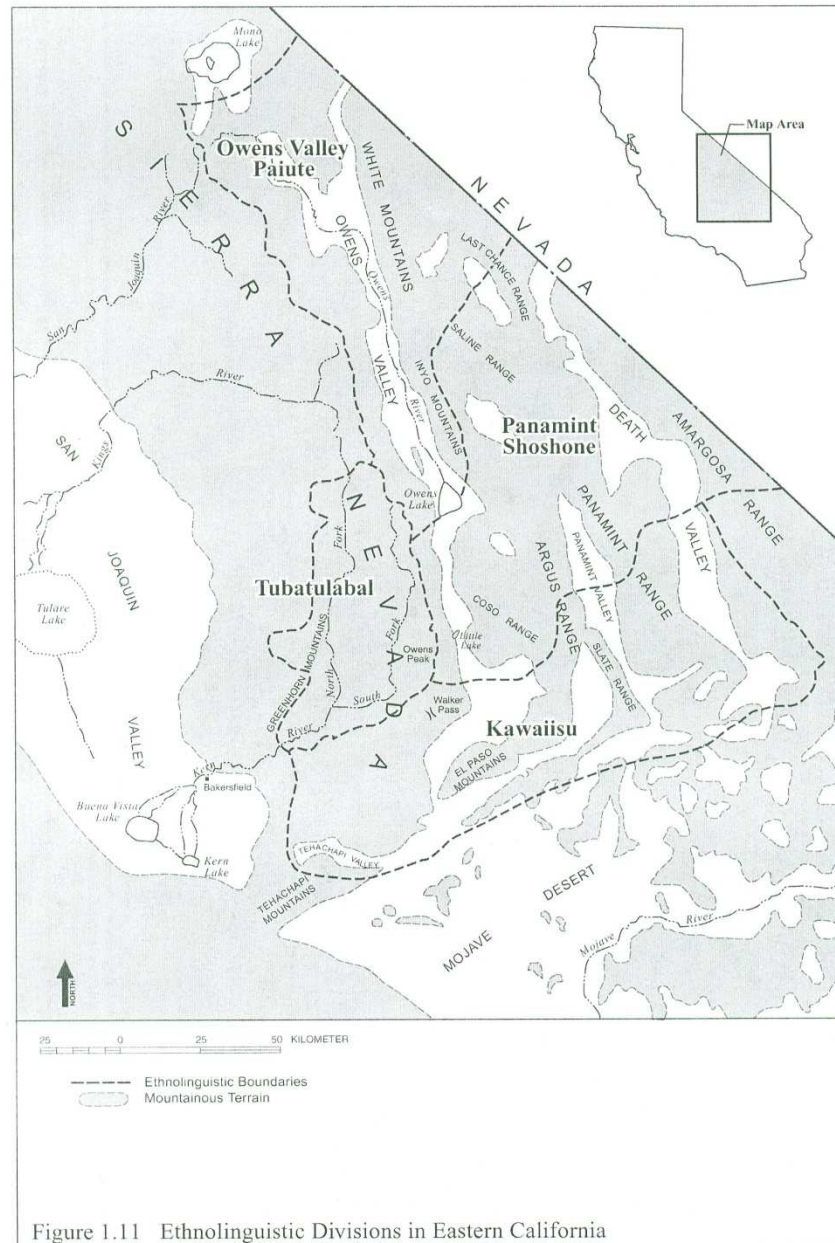 Mono
Lake
Map Area
SIERRA
NEVADA
Owens Valley
Paiute
WHITE MOUNTAINS
NEVADA
OWENS
VALLEY
Owens
River
LAST CHANCE RANGE
SALINE RANGE
INYO MOUNTAINS
San Joaquin River
Kings River
SAN
JOAQUIN
VALLEY
Panamint
Shoshone
DEATH
VALLEY
AMARGOSA
RANGE
PANAMINT
RANGE
PANAMINT VALLEY
ARGUS RANGE
SLATE RANGE
Owens
Lake
COSO RANGE
Little
Lake
Tubatulabal
Tulare
Lake
GREENHORN MOUNTAINS
North Fork
South Fork
Owens
Peak
Walker
Pass
Kawaiisu
EL PASO
MOUNTAINS
Kern River
Bakersfield
Buena Vista
Lake
Kern
Lake
TEHACHAPI VALLEY
TEHACHAPI
MOUNTAINS
MOJAVE DESERT
Mojave River
NORTH
25 0 25 50 KILOMETER
Ethnolinguistic Boundaries
Mountainous Terrain
Figure 1.11 Ethnolinguistic Divisions in Eastern California